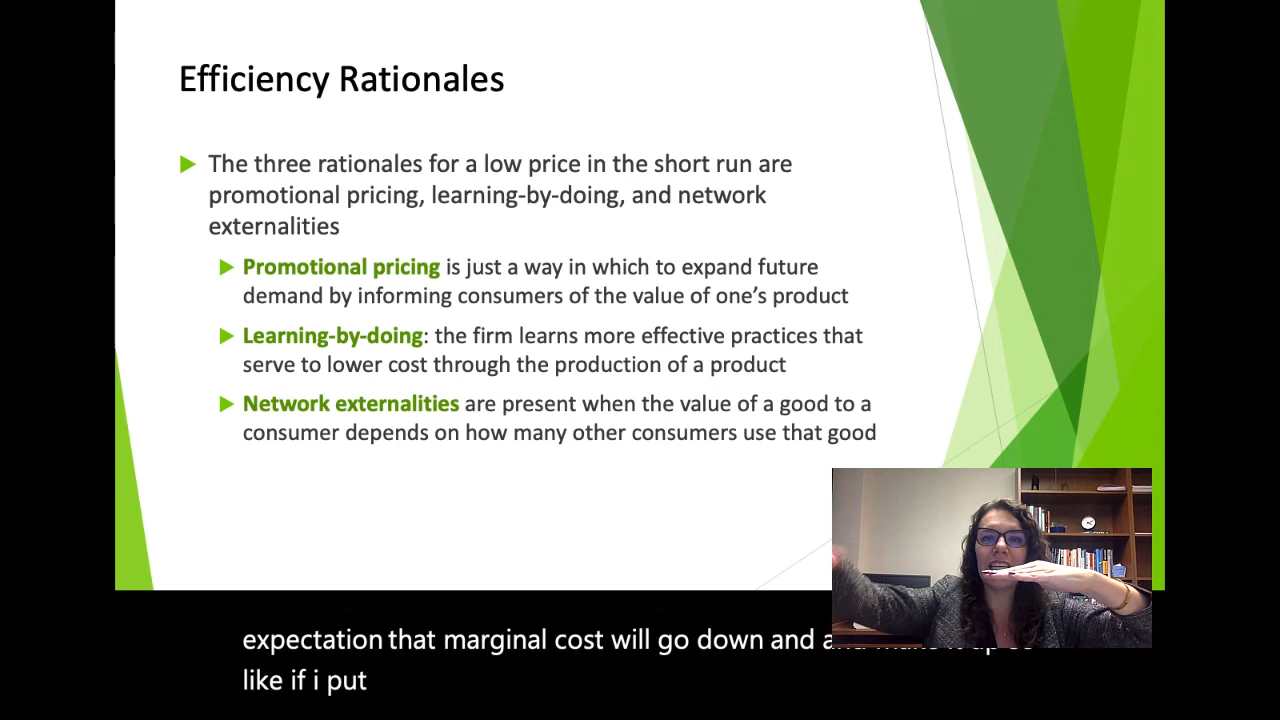 Efficiency Rationales
The three rationales for a low price in the short run are
promotional pricing, learning-by-doing, and network
externalities
Promotional pricing is just a way in which to expand future
demand by informing consumers of the value of one’s product
Learning-by-doing: the firm learns more effective practices that
serve to lower cost through the production of a product
Network externalities are present when the value of a good to a
consumer depends on how many other consumers use that good
expectation that marginal cost will go down and
like if i put